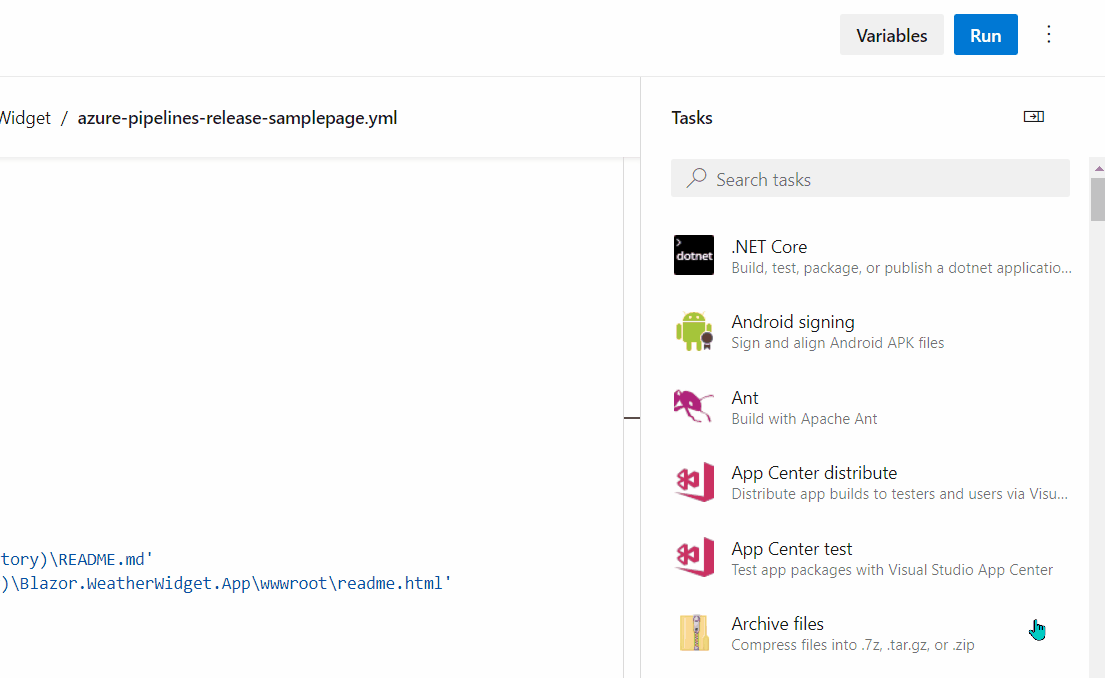 Variables
Run
Widget / azure-pipelines-release-samplepage.yml
Tasks
Search tasks
dotnet
.NET Core
Build, test, package, or publish a dotnet applicatio...
Android signing
Sign and align Android APK files
Ant
Build with Apache Ant
App Center distribute
Distribute app builds to testers and users via Visu...
App Center test
Test app packages with Visual Studio App Center
Archive files
Compress files into .7z, .tar.gz, or .zip
tory)\README.md'
)\Blazor.WeatherWidget.App\wwwroot\readme.html'